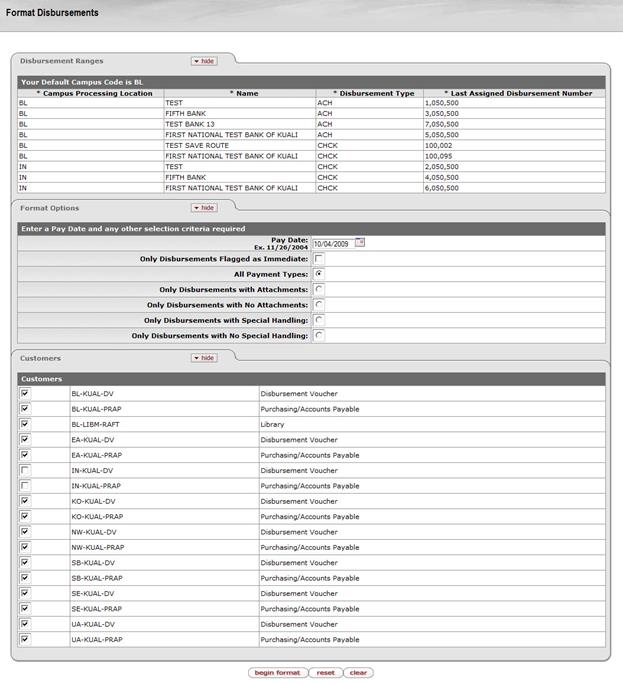 Format Disbursements
Disbursement Ranges hide
Your Default Campus Code is BL
* Campus Processing Location * Name * Disbursement Type * Last Assigned Disbursement Number
BL TEST ACH 1,050,500
BL FIFTH BANK ACH 3,050,500
BL TEST BANK 13 ACH 7,050,500
BL FIRST NATIONAL TEST BANK OF KUALI ACH 5,050,500
BL TEST SAVE ROUTE CHCK 100,002
BL FIRST NATIONAL TEST BANK OF KUALI CHCK 100,095
IN TEST CHCK 2,050,500
IN FIFTH BANK CHCK 4,050,500
IN FIRST NATIONAL TEST BANK OF KUALI CHCK 6,050,500
Format Options hide
Enter a Pay Date and any other selection criteria required
Pay Date: 10/04/2009
Ex. 11/26/2004
Only Disbursements Flagged as Immediate:
All Payment Types:
Only Disbursements with Attachments:
Only Disbursements with No Attachments:
Only Disbursements with Special Handling:
Only Disbursements with No Special Handling:
Customers hide
Customers
BL-KUAL-DV Disbursement Voucher
BL-KUAL-PRAP Purchasing/Accounts Payable
BL-LIBM-RAFT Library
EA-KUAL-DV Disbursement Voucher
EA-KUAL-PRAP Purchasing/Accounts Payable
IN-KUAL-DV Disbursement Voucher
IN-KUAL-PRAP Purchasing/Accounts Payable
KO-KUAL-DV Disbursement Voucher
KO-KUAL-PRAP Purchasing/Accounts Payable
NW-KUAL-DV Disbursement Voucher
NW-KUAL-PRAP Purchasing/Accounts Payable
SB-KUAL-DV Disbursement Voucher
SB-KUAL-PRAP Purchasing/Accounts Payable
SE-KUAL-DV Disbursement Voucher
SE-KUAL-PRAP Purchasing/Accounts Payable
UA-KUAL-DV Disbursement Voucher
UA-KUAL-PRAP Purchasing/Accounts Payable
begin format reset clear